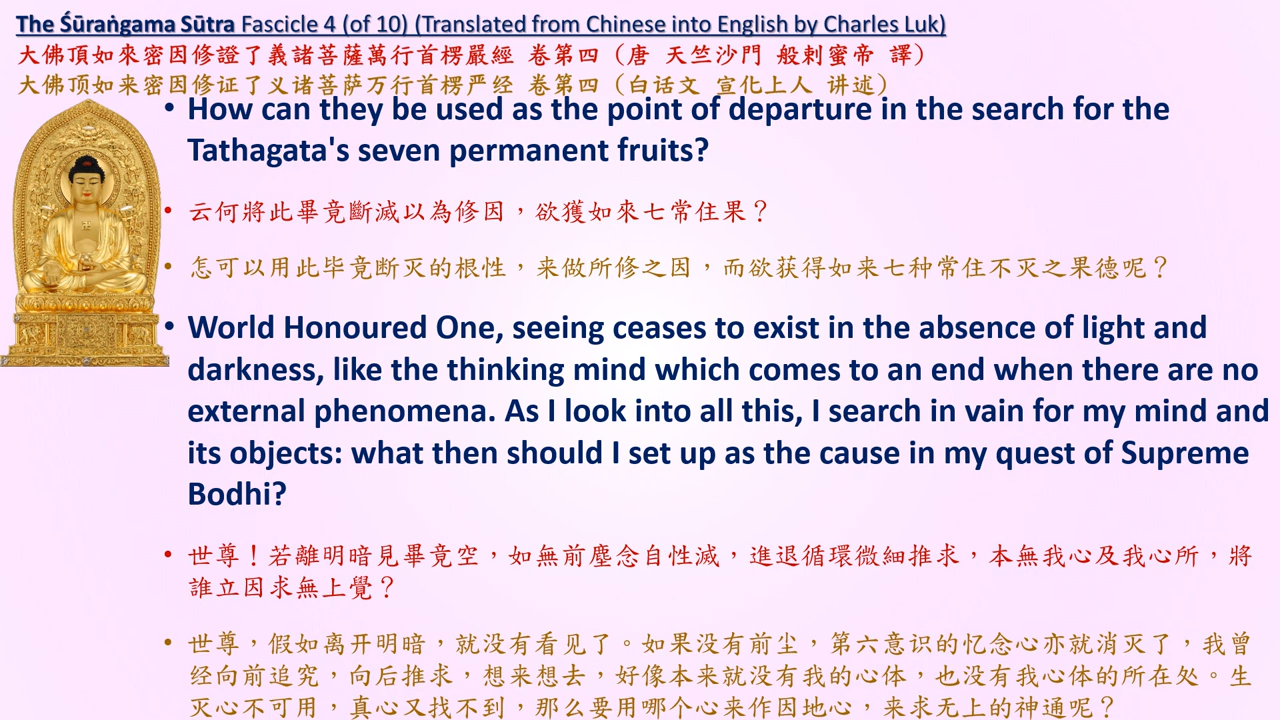 The Śūraṅgama Sūtra Fascicle 4 (of 10) (Translated from Chinese into English by Charles Luk)
大佛頂如來密因修證了義諸菩薩萬行首楞嚴經 卷第四（唐 天竺沙門 般剌蜜帝 譯）
大佛顶如来密因修证了义诸菩萨万行首楞严经 卷第四（白话文 宣化上人 讲述）
• How can they be used as the point of departure in the search for the
Tathagata's seven permanent fruits?
• 云何將此畢竟斷滅以為修因，欲獲如來七常住果？
• 怎可以用此毕竟断灭的根性，来做所修之因，而欲获得如来七种常住不灭之果德呢？
• World Honoured One, seeing ceases to exist in the absence of light and
darkness, like the thinking mind which comes to an end when there are no
external phenomena. As I look into all this, I search in vain for my mind and
its objects: what then should I set up as the cause in my quest of Supreme
Bodhi?
• 世尊！若離明暗見畢竟空，如無前塵念自性滅，進退循環微細推求，本無我心及我心所，將
誰立因求無上覺？
• 世尊，假如离开明暗，就没有看见了。如果没有前尘，第六意识的忆念心亦就消灭了，我曾
经向前追究，向后推求，想来想去，好像本来就没有我的心体，也没有我心体的所在处。生
灭心不可用，真心又找不到，那么要用哪个心来作因地心，来求无上的神通呢？